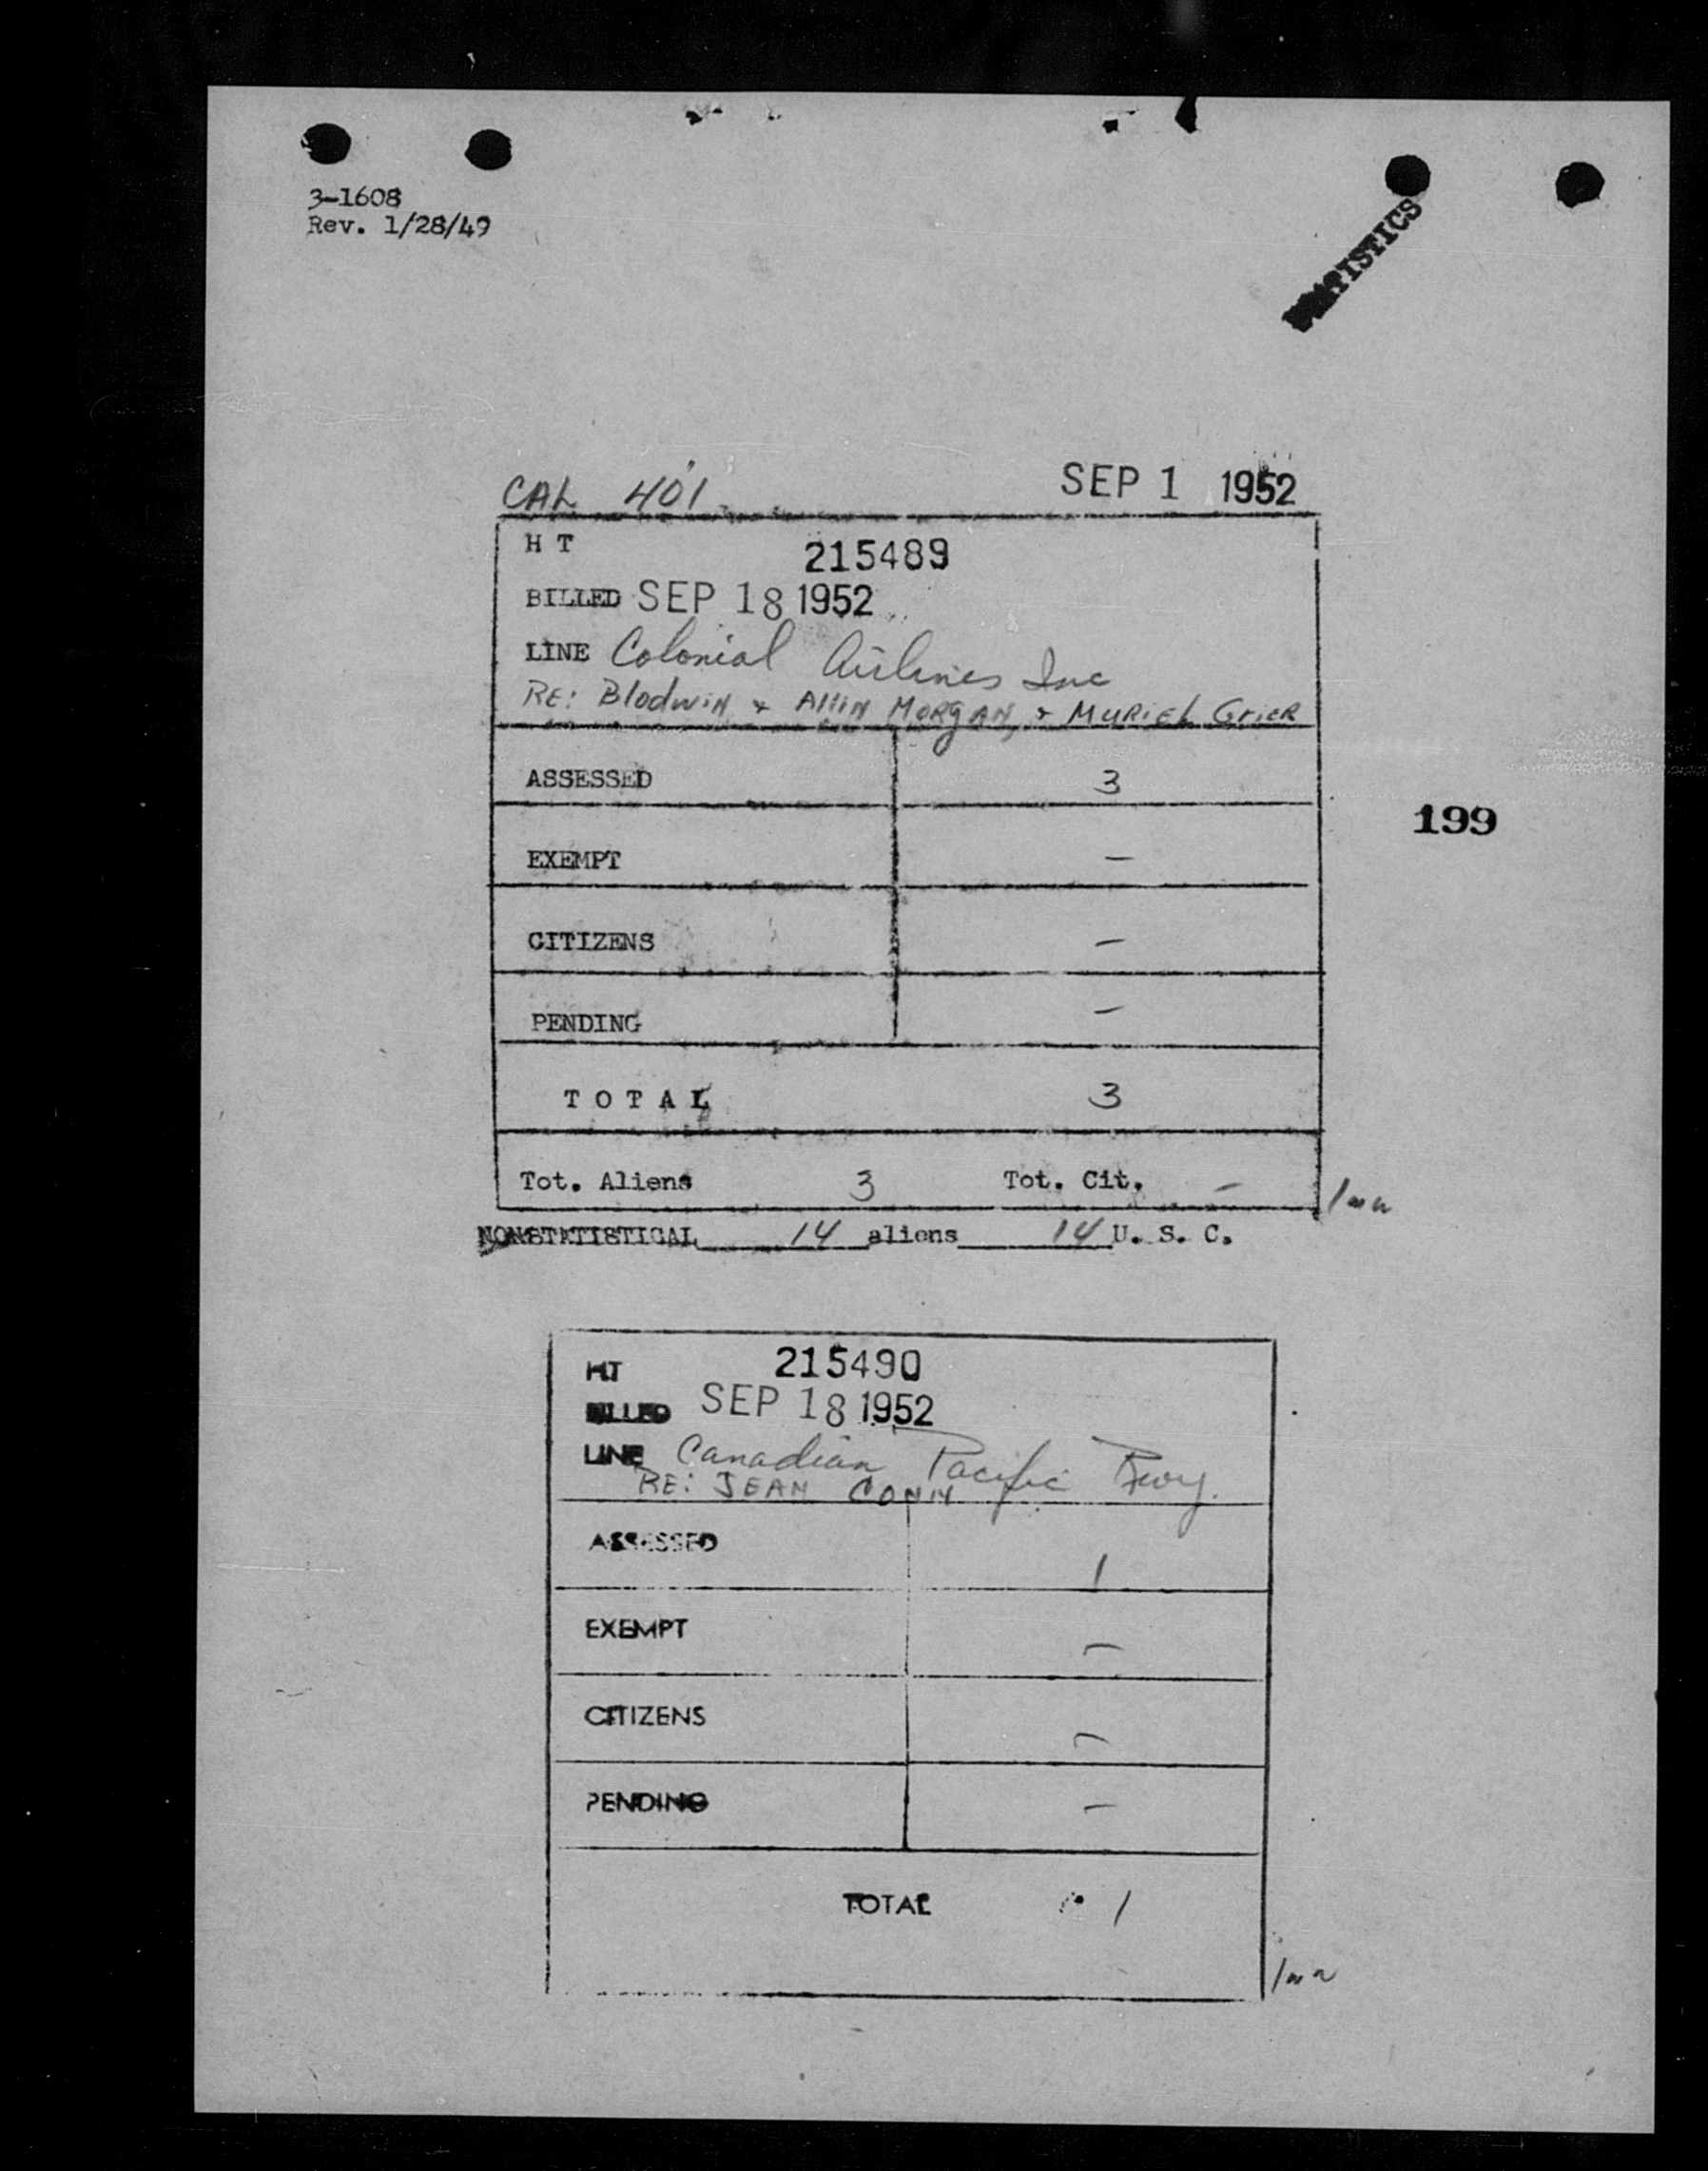 3-1608
Rev. 1/28/49
STATISTICS
CAL 401 SEP 1 1952
H T 215489
BILLED SEP 18 1952
LINE Colonial Airlines Inc
RE: Blodwin & Allin MORGAN, & MURIEL GrieR
ASSESSED 3
199
EXEMPT —
CITIZENS —
PENDING —
TOTAL 3
Tot. Aliens 3 Tot. Cit. —
NONSTATISTICAL 14 aliens 14 U. S. C.
HT 215490
BILLED SEP 18 1952
LINE Canadian Pacific Rwy.
RE: JEAN CONN
ASSESSED 1
EXEMPT —
CITIZENS —
PENDING —
TOTAL 1